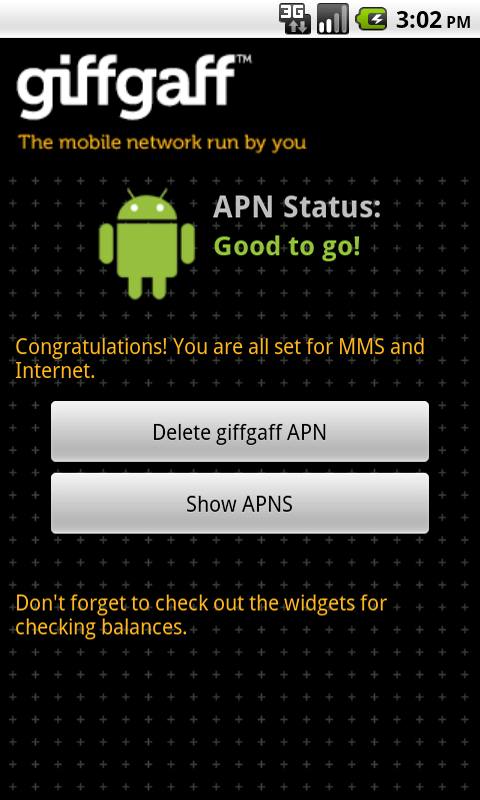 3G 3:02 PM
giffgaff™
The mobile network run by you
APN Status:
Good to go!
Congratulations! You are all set for MMS and
Internet.
Delete giffgaff APN
Show APNS
Don't forget to check out the widgets for
checking balances.